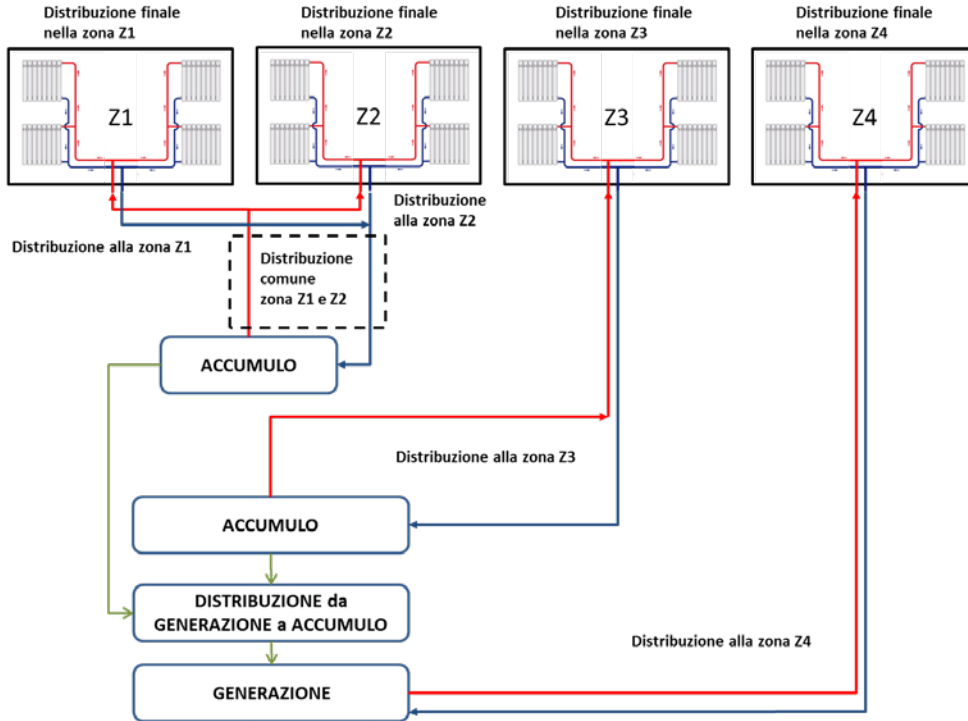 Distribuzione finale
nella zona Z1
Distribuzione finale
nella zona Z2
Distribuzione finale
nella zona Z3
Distribuzione finale
nella zona Z4
Z1
Z2
Z3
Z4
Distribuzione alla zona Z1
Distribuzione
alla zona Z2
Distribuzione
comune
zona Z1 e Z2
ACCUMULO
Distribuzione alla zona Z3
ACCUMULO
DISTRIBUZIONE da
GENERAZIONE a ACCUMULO
Distribuzione alla zona Z4
GENERAZIONE